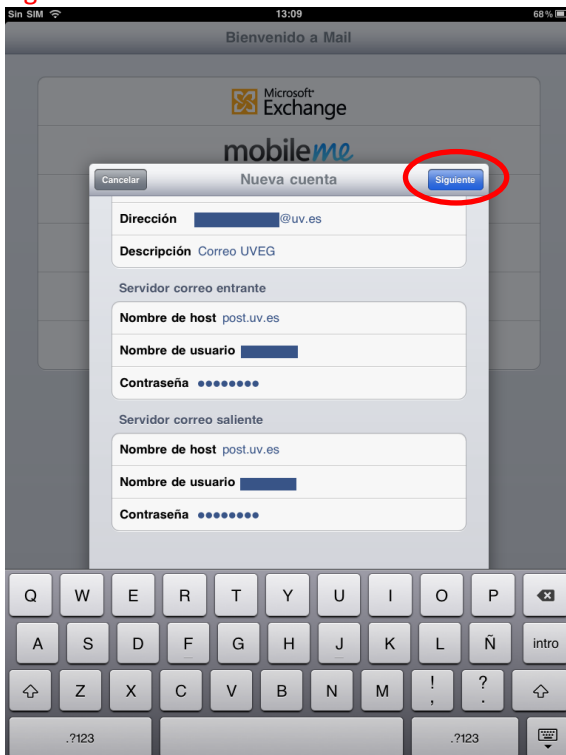 Sin SIM 13:09 68 %
Bienvenido a Mail
Microsoft
Exchange
mobileme
Cancelar Nueva cuenta Siguiente
Dirección @uv.es
Descripción Correo UVEG
Servidor correo entrante
Nombre de host post.uv.es
Nombre de usuario
Contraseña ●●●●●●●●
Servidor correo saliente
Nombre de host post.uv.es
Nombre de usuario
Contraseña ●●●●●●●●
Q W E R T Y U I O P
A S D F G H J K L Ñ intro
Z X C V B N M ! , ? .
.?123 .?123